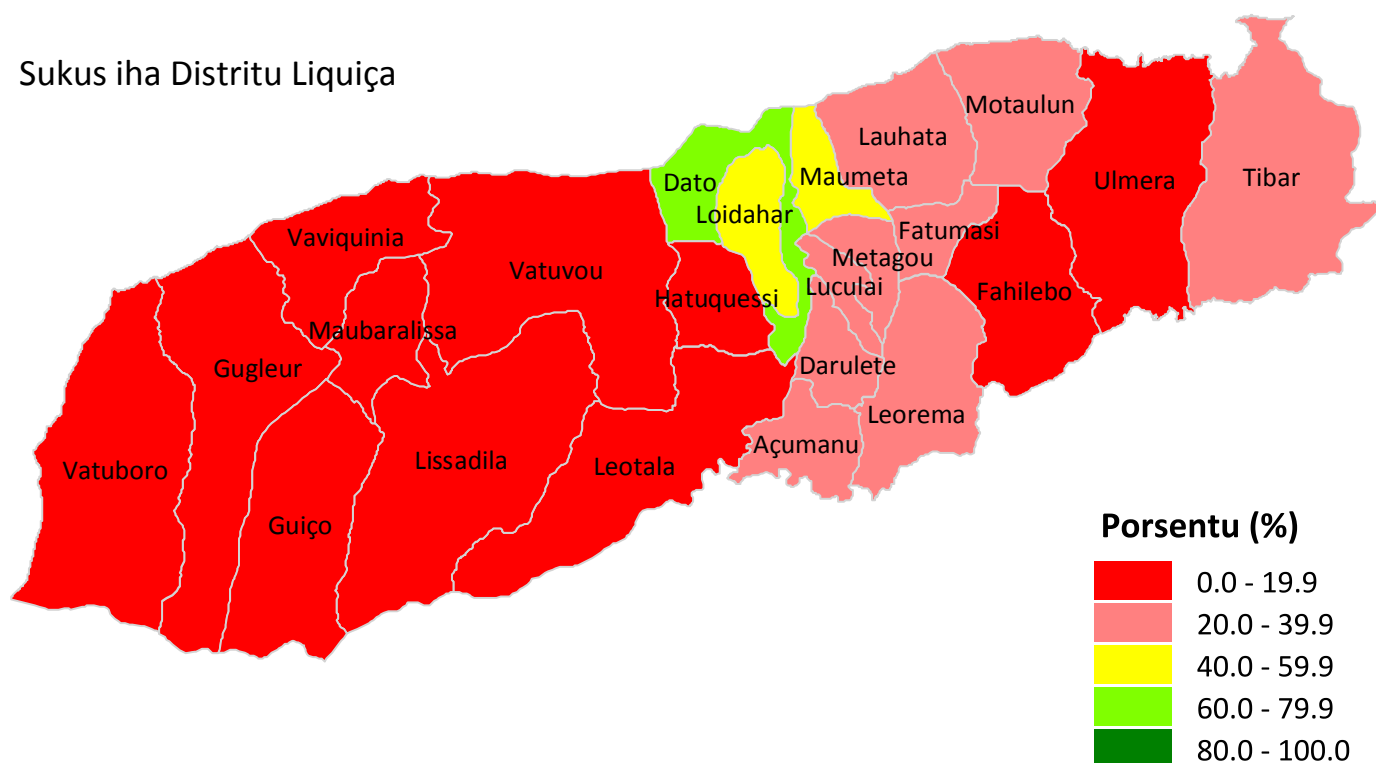 Sukus iha Distritu Liquiça
Motaulun
Lauhata
Maumeta
Dato
Ulmera
Tibar
Loidahar
Fatumasi
Vaviquinia
Metagou
Vatuvou
Luculai
Hatuquessi
Fahilebo
Maubaralissa
Gugleur
Darulete
Leorema
Açumanu
Lissadila
Leotala
Vatuboro
Guiço
Porsentu (%)
0.0 - 19.9
20.0 - 39.9
40.0 - 59.9
60.0 - 79.9
80.0 - 100.0